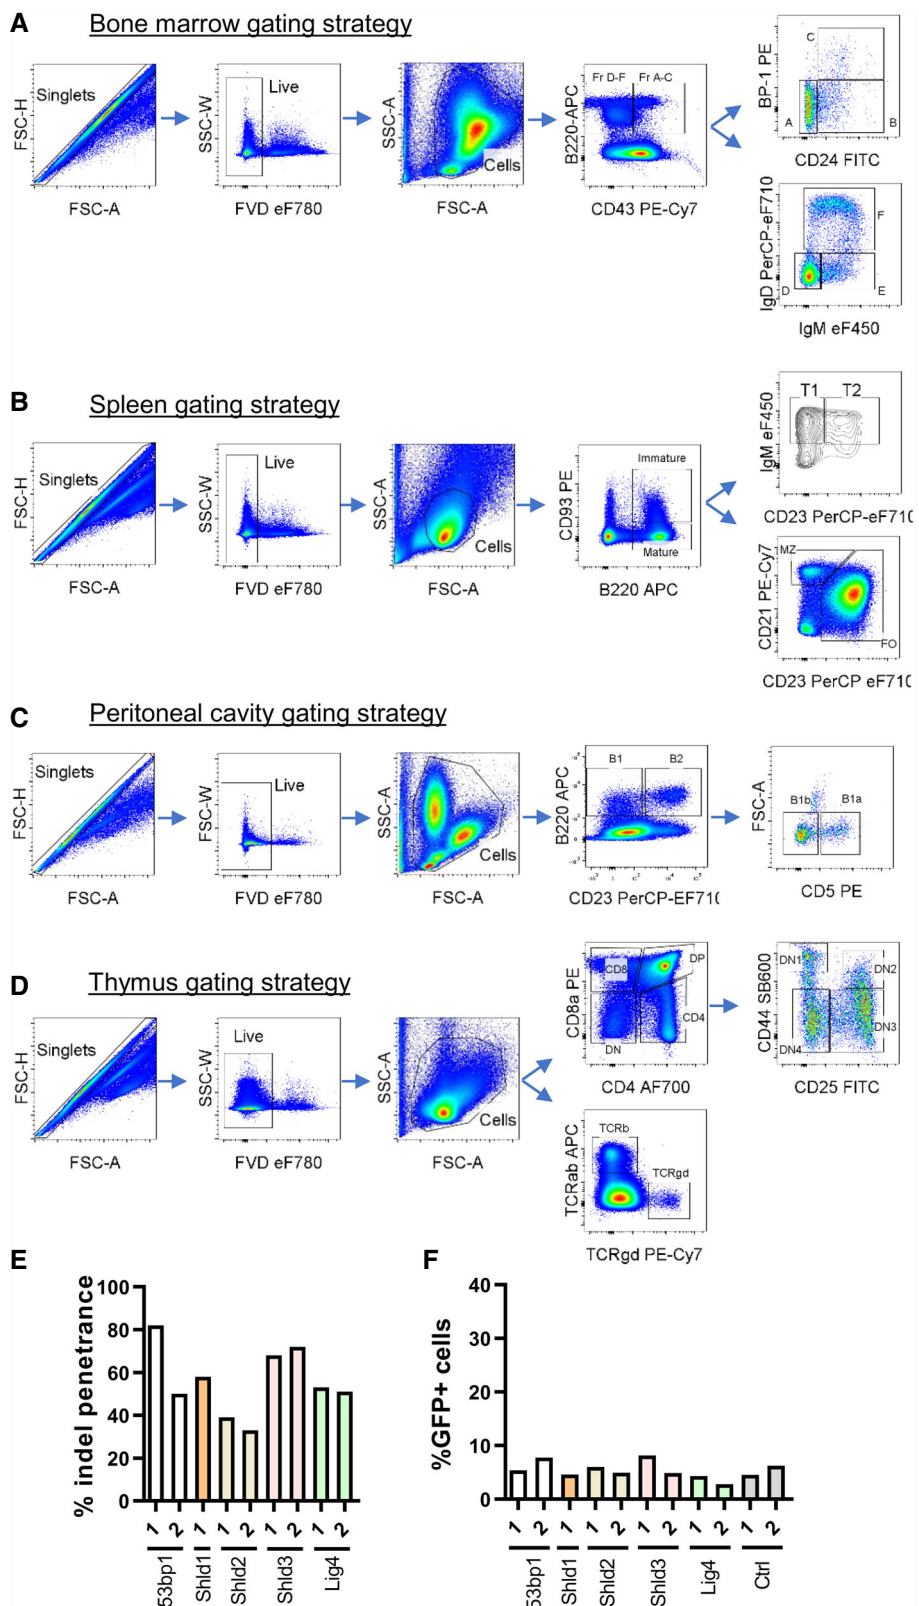 A Bone marrow gating strategy
FSC-H
Singlets
FSC-A
SSC-W
Live
FVD eF780
SSC-A
Cells
FSC-A
B220-APC
Fr D-F Fr A-C
CD43 PE-Cy7
BP-1 PE
C
A
B
CD24 FITC
IgD PerCP-eF710
F
D
E
IgM eF450
B Spleen gating strategy
FSC-H
Singlets
FSC-A
SSC-W
Live
FVD eF780
SSC-A
Cells
FSC-A
CD93 PE
Immature
Mature
B220 APC
IgM eF450
T1 T2
CD23 PerCP-eF710
CD21 PE-Cy7
MZ
FO
CD23 PerCP eF710
C Peritoneal cavity gating strategy
FSC-H
Singlets
FSC-A
FSC-W
Live
FVD eF780
SSC-A
Cells
FSC-A
B220 APC
B1 B2
CD23 PerCP-EF710
FSC-A
B1b B1a
CD5 PE
D Thymus gating strategy
FSC-H
Singlets
FSC-A
SSC-W
Live
FVD eF780
SSC-A
Cells
FSC-A
CD8a PE
CD8
DP
CD4
DN
CD4 AF700
CD44 SB600
DN1
DN2
DN3
DN4
CD25 FITC
TCRab APC
TCRb
TCRgd
TCRgd PE-Cy7
E
% indel penetrance
100
80
60
40
20
0
1 2 1 1 2 1 2 1 2
53bp1 Shld1 Shld2 Shld3 Lig4
F
%GFP+ cells
40
30
20
10
0
1 2 1 1 2 1 2 1 2 1 2
53bp1 Shld1 Shld2 Shld3 Lig4 Ctrl